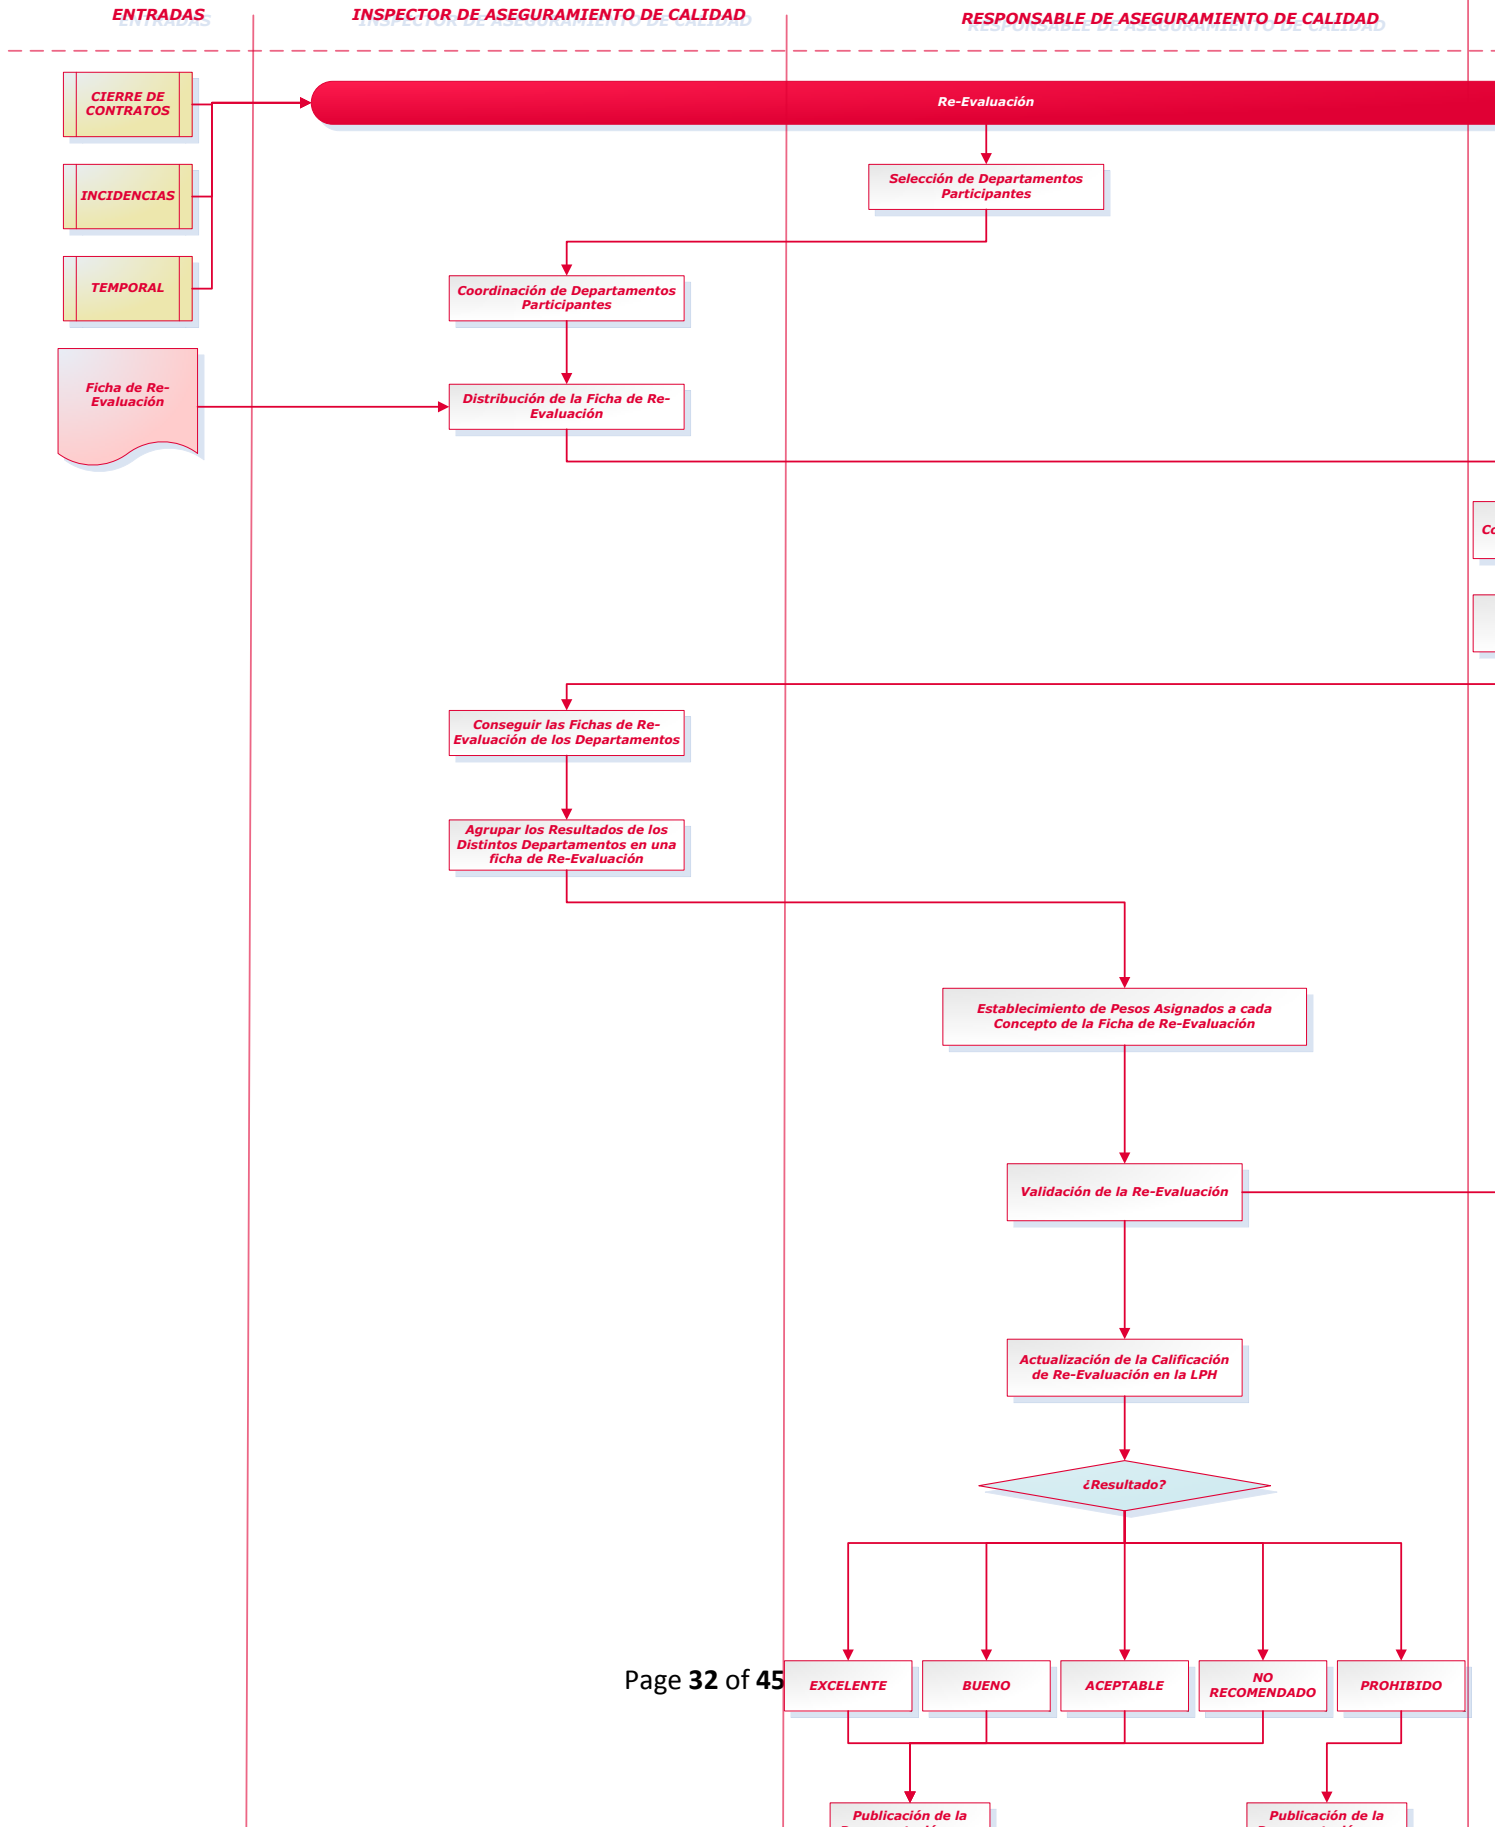 ENTRADAS
INSPECTOR DE ASEGURAMIENTO DE CALIDAD
RESPONSABLE DE ASEGURAMIENTO DE CALIDAD
CIERRE DE
CONTRATOS
Re-Evaluación
INCIDENCIAS
Selección de Departamentos
Participantes
TEMPORAL
Coordinación de Departamentos
Participantes
Ficha de Re-
Evaluación
Distribución de la Ficha de Re-
Evaluación
Co
Conseguir las Fichas de Re-
Evaluación de los Departamentos
Agrupar los Resultados de los
Distintos Departamentos en una
ficha de Re-Evaluación
Establecimiento de Pesos Asignados a cada
Concepto de la Ficha de Re-Evaluación
Validación de la Re-Evaluación
Actualización de la Calificación
de Re-Evaluación en la LPH
¿Resultado?
Page 32 of 45
EXCELENTE
BUENO
ACEPTABLE
NO
RECOMENDADO
PROHIBIDO
Publicación de la
Publicación de la